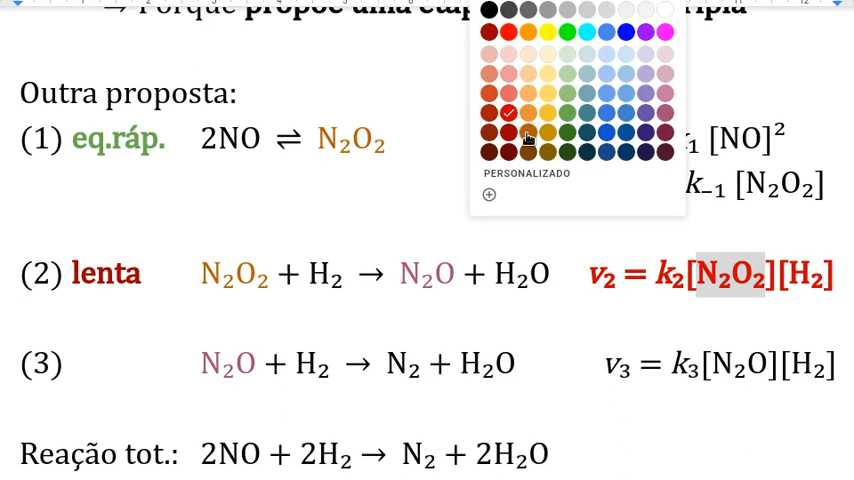 → Porque propõe uma etap
Outra proposta:
(1) eq.ráp. 2NO ⇌ N₂O₂
₁ [NO]²
k₋₁ [N₂O₂]
PERSONALIZADO
(2) lenta N₂O₂ + H₂ → N₂O + H₂O v₂ = k₂[N₂O₂][H₂]
(3) N₂O + H₂ → N₂ + H₂O v₃ = k₃[N₂O][H₂]
Reação tot.: 2NO + 2H₂ → N₂ + 2H₂O